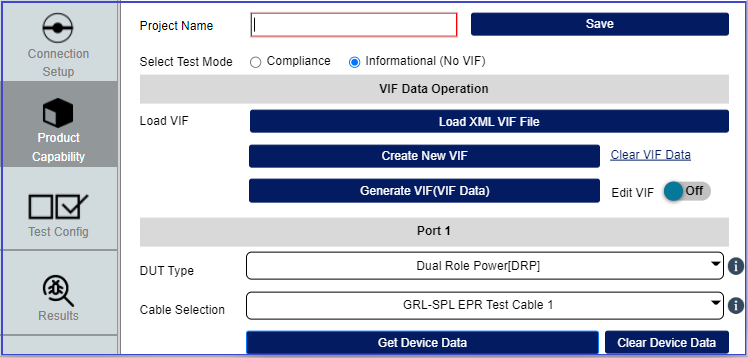 Connection
Setup
Product
Capability
Test Config
Results
Project Name
Save
Select Test Mode
Compliance
Informational (No VIF)
VIF Data Operation
Load VIF
Load XML VIF File
Create New VIF
Clear VIF Data
Generate VIF(VIF Data)
Edit VIF
Off
Port 1
DUT Type
Dual Role Power[DRP]
i
Cable Selection
GRL-SPL EPR Test Cable 1
i
Get Device Data
Clear Device Data